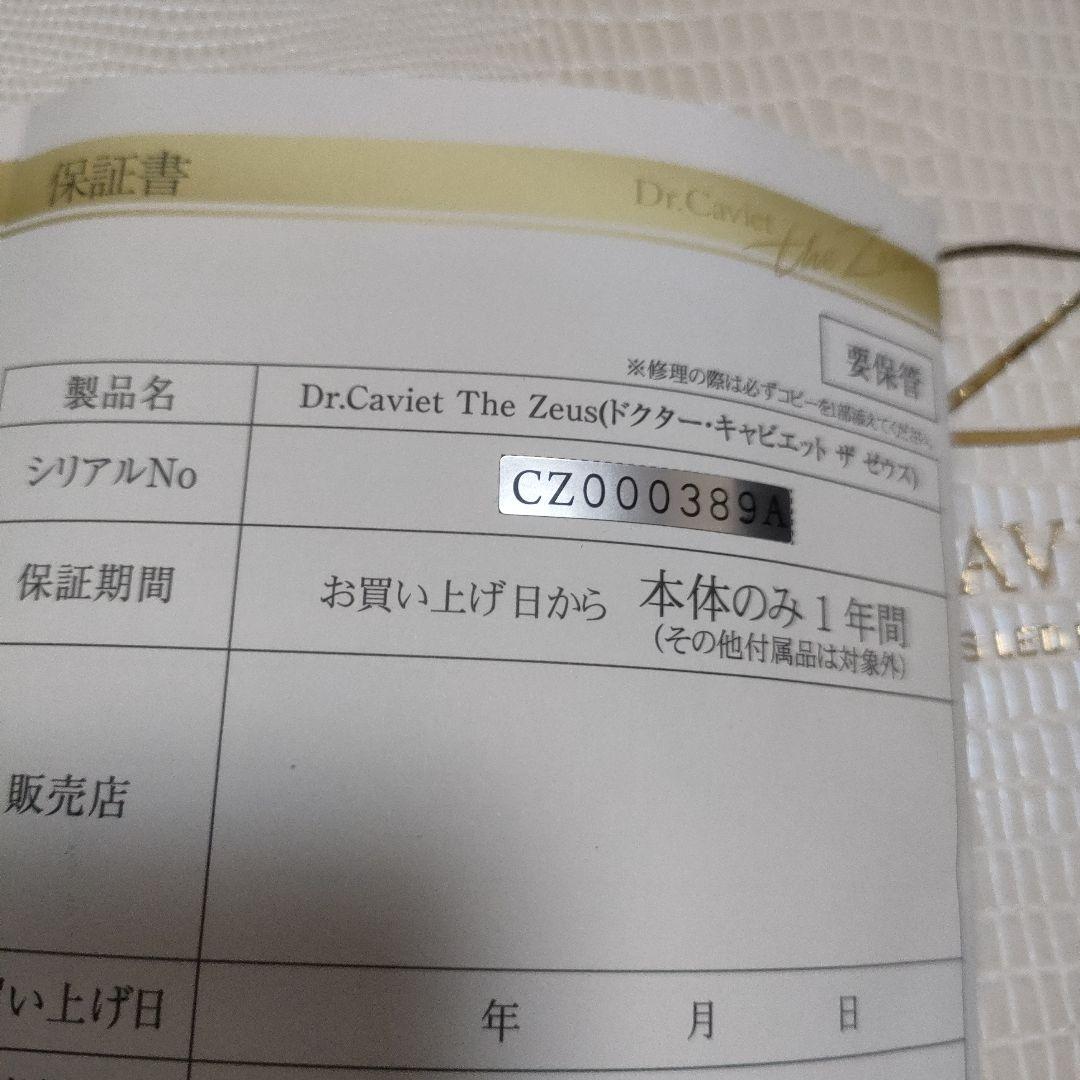 保証書
Dr.Caviet
the Zeus
要保管
※修理の際は必ずコピーを1部添えてください。
製品名
Dr.Caviet The Zeus(ドクター・キャビエット ザ ゼウス)
シリアルNo
CZ000389A
保証期間
お買い上げ日から 本体のみ1年間
(その他付属品は対象外)
販売店
い上げ日
年 月 日
AV
S LED